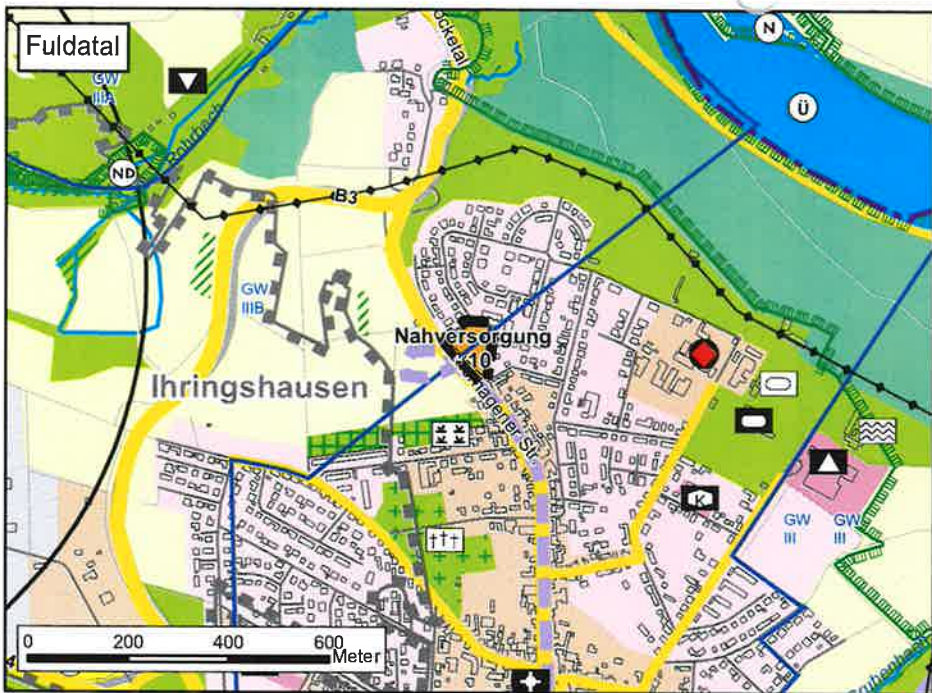 Fuldatal
GW
IIIA
N
Ü
ND
Rohrbach
B3
GW
IIIB
Nahversorgung
10
Ihringshausen
K
GW
III
GW
III
0 200 400 600
Meter